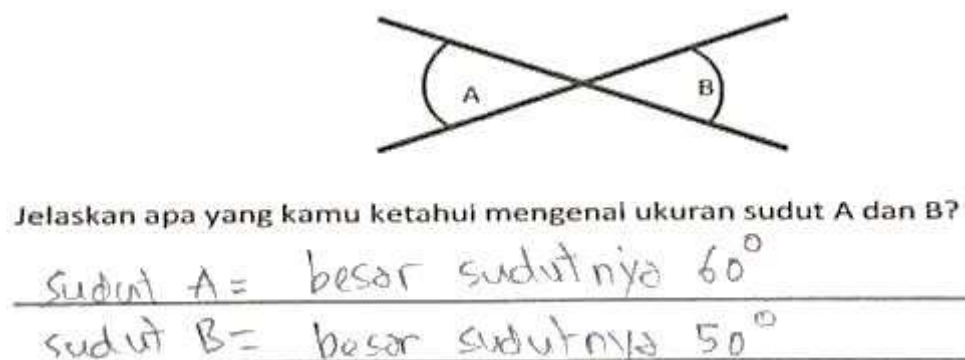 A
B
Jelaskan apa yang kamu ketahui mengenai ukuran sudut A dan B?
sudut A = besar sudutnya 60°
sudut B = besar sudutnya 50°